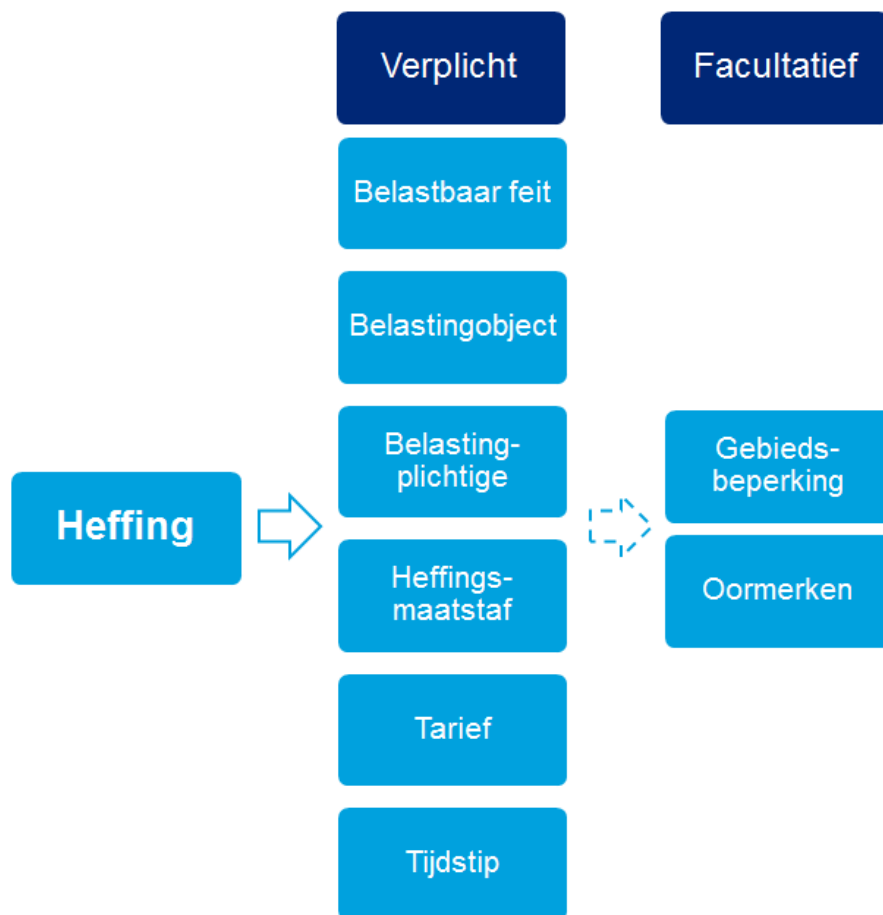 Verplicht
Facultatief
Belastbaar feit
Belastingobject
Belasting-
plichtige
Gebieds-
beperking
Heffing
Heffings-
maatstaf
Oormerken
Tarief
Tijdstip